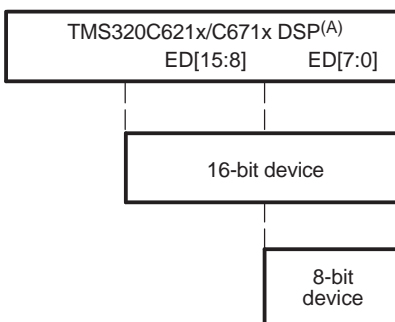 TMS320C621x/C671x DSP(A)
ED[15:8] ED[7:0]
16-bit device
8-bit
device